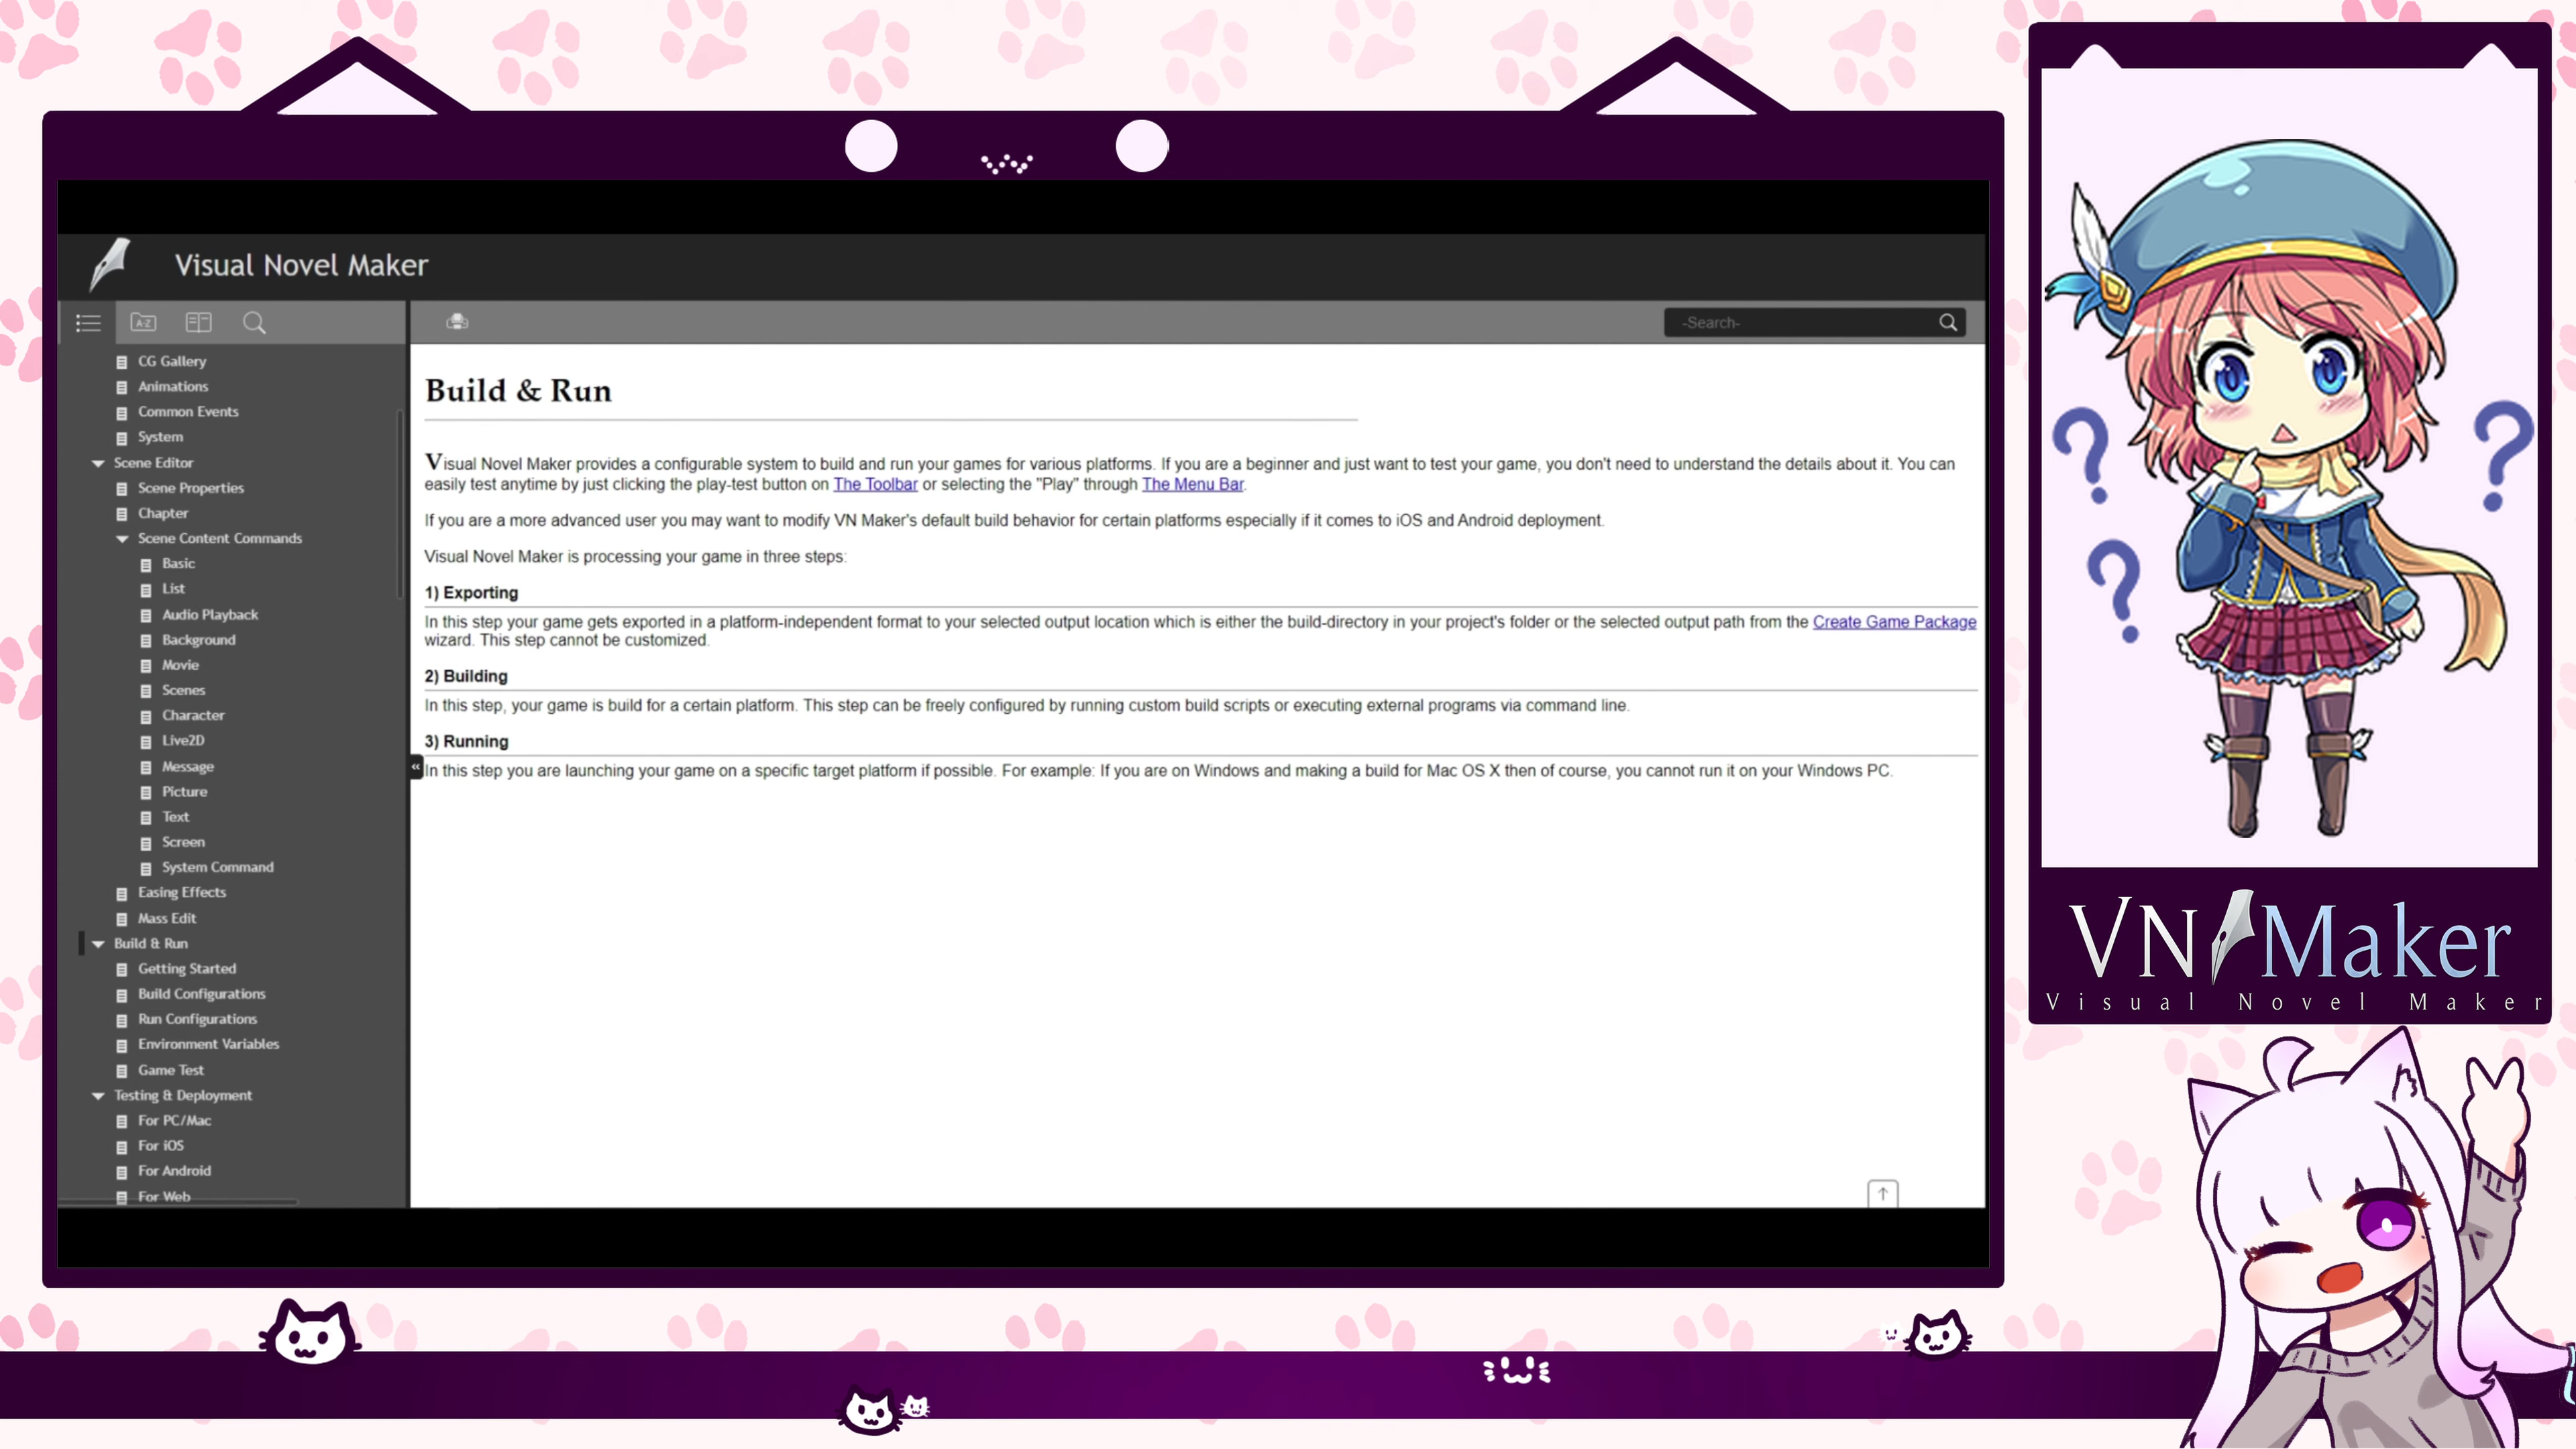 Visual Novel Maker
A-Z
-Search-
CG Gallery
Animations
Common Events
System
Scene Editor
Scene Properties
Chapter
Scene Content Commands
Basic
List
Audio Playback
Background
Movie
Scenes
Character
Live2D
Message
Picture
Text
Screen
System Command
Easing Effects
Mass Edit
Build & Run
Getting Started
Build Configurations
Run Configurations
Environment Variables
Game Test
Testing & Deployment
For PC/Mac
For iOS
For Android
For Web
Build & Run
Visual Novel Maker provides a configurable system to build and run your games for various platforms. If you are a beginner and just want to test your game, you don't need to understand the details about it. You can
easily test anytime by just clicking the play-test button on The Toolbar or selecting the "Play" through The Menu Bar.
If you are a more advanced user you may want to modify VN Maker's default build behavior for certain platforms especially if it comes to iOS and Android deployment.
Visual Novel Maker is processing your game in three steps:
1) Exporting
In this step your game gets exported in a platform-independent format to your selected output location which is either the build-directory in your project's folder or the selected output path from the Create Game Package
wizard. This step cannot be customized.
2) Building
In this step, your game is build for a certain platform. This step can be freely configured by running custom build scripts or executing external programs via command line.
3) Running
In this step you are launching your game on a specific target platform if possible. For example: If you are on Windows and making a build for Mac OS X then of course, you cannot run it on your Windows PC.
? ? ?
VN Maker
Visual Novel Maker